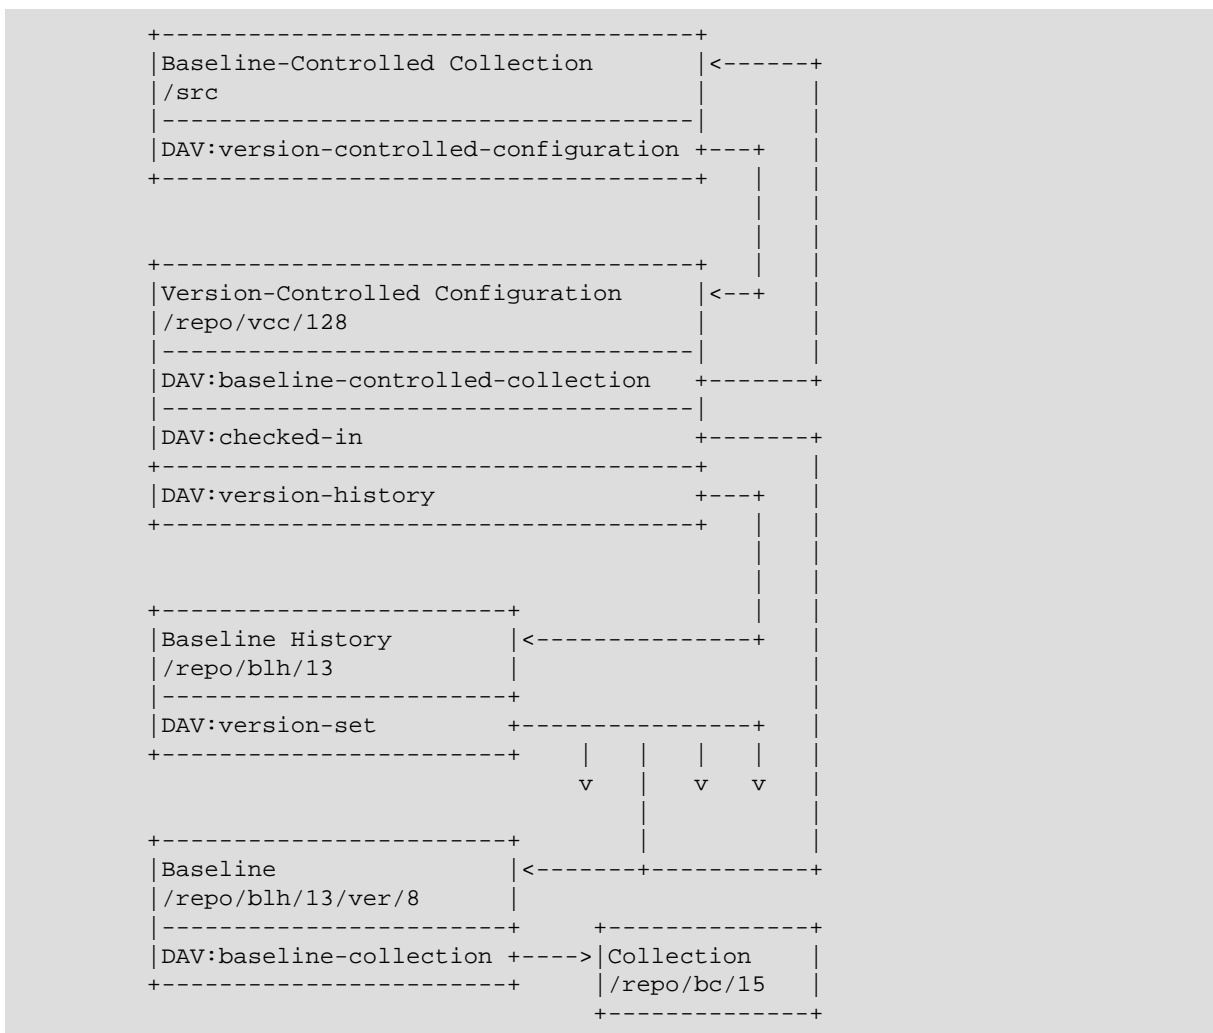 Baseline-Controlled Collection
/src
DAV:version-controlled-configuration
Version-Controlled Configuration
/repo/vcc/128
DAV:baseline-controlled-collection
DAV:checked-in
DAV:version-history
Baseline History
/repo/blh/13
DAV:version-set
v v v
Baseline
/repo/blh/13/ver/8
DAV:baseline-collection
Collection
/repo/bc/15